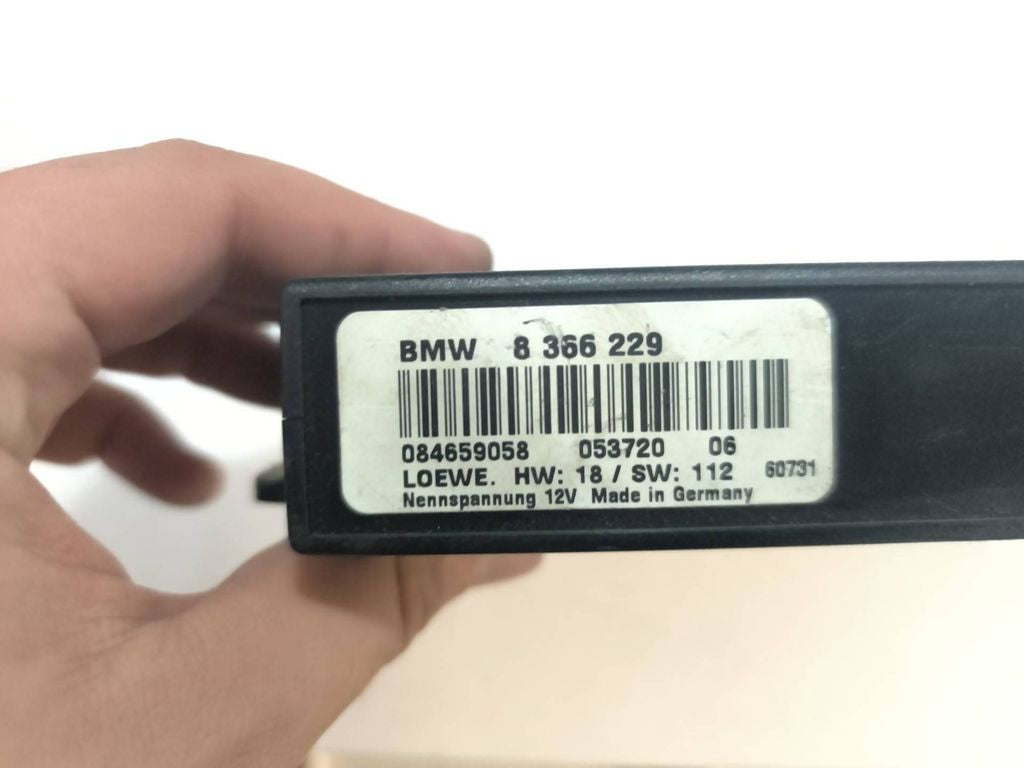 BMW 8 366 229
084659058 053720 06
LOEWE. HW: 18 / SW: 112 60731
Nennspannung 12V Made in Germany